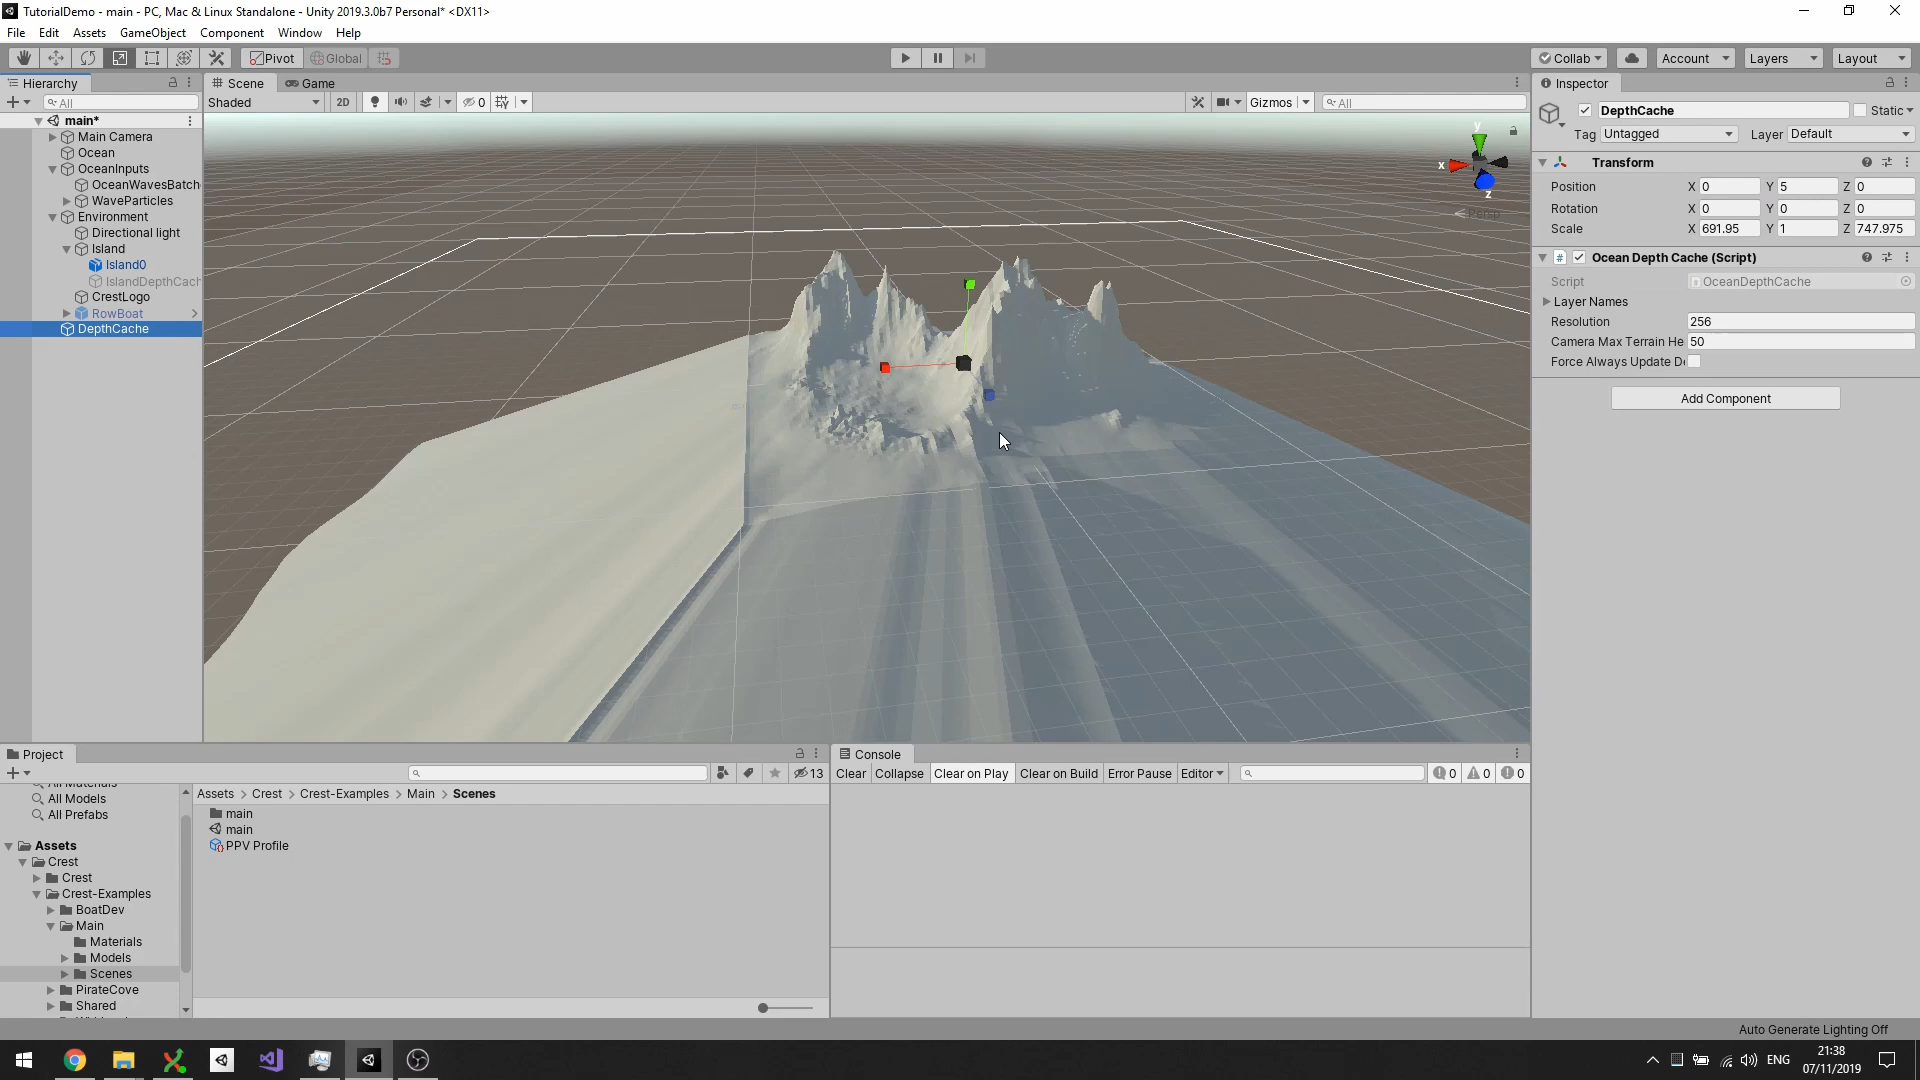 TutorialDemo - main - PC, Mac & Linux Standalone - Unity 2019.3.0b7 Personal* <DX11>
File Edit Assets GameObject Component Window Help
Pivot Global Collab Account Layers Layout
Hierarchy Scene Game Inspector
All Shaded 2D 0 Gizmos All
main*
Main Camera
Ocean
OceanInputs
OceanWavesBatch
WaveParticles
Environment
Directional light
Island
Island0
IslandDepthCach
CrestLogo
RowBoat
DepthCache
y
x
z
Persp
DepthCache Static
Tag Untagged Layer Default
Transform
Position X 0 Y 5 Z 0
Rotation X 0 Y 0 Z 0
Scale X 691.95 Y 1 Z 747.975
# Ocean Depth Cache (Script)
Script OceanDepthCache
Layer Names
Resolution 256
Camera Max Terrain He 50
Force Always Update D
Add Component
Project
13
All Models
All Prefabs
Assets
Crest
Crest
Crest-Examples
BoatDev
Main
Materials
Models
Scenes
PirateCove
Shared
Assets > Crest > Crest-Examples > Main > Scenes
main
main
PPV Profile
Console
Clear Collapse Clear on Play Clear on Build Error Pause Editor 0 0 0
Auto Generate Lighting Off
ENG
21:38
07/11/2019